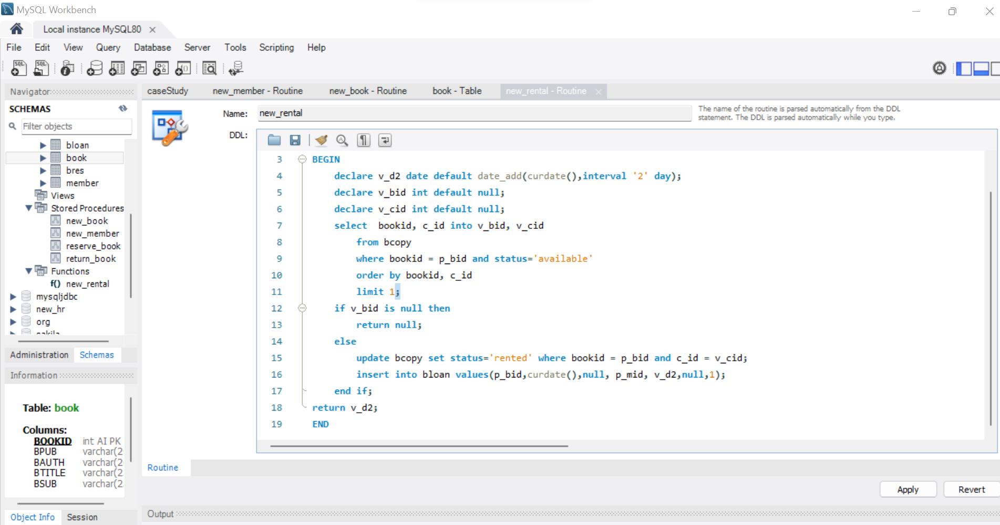 MySQL Workbench
Local instance MySQL80
File Edit View Query Database Server Tools Scripting Help
Navigator
SCHEMAS
Filter objects
bloan
book
bres
member
Views
Stored Procedures
new_book
new_member
reserve_book
return_book
Functions
f() new_rental
mysqljdbc
new_hr
org
Administration Schemas
Information
Table: book
Columns:
BOOKID int AI PK
BPUB varchar(2
BAUTH varchar(2
BTITLE varchar(2
BSUB varchar(2
Object Info Session
caseStudy new_member - Routine new_book - Routine book - Table new_rental - Routine
Name: new_rental
The name of the routine is parsed automatically from the DDL
statement. The DDL is parsed automatically while you type.
DDL:
3 BEGIN
4 declare v_d2 date default date_add(curdate(),interval '2' day);
5 declare v_bid int default null;
6 declare v_cid int default null;
7 select  bookid, c_id into v_bid, v_cid
8 from bcopy
9 where bookid = p_bid and status='available'
10 order by bookid, c_id
11 limit 1;
12 if v_bid is null then
13 return null;
14 else
15 update bcopy set status='rented' where bookid = p_bid and c_id = v_cid;
16 insert into bloan values(p_bid,curdate(),null, p_mid, v_d2,null,1);
17 end if;
18 return v_d2;
19 END
Routine
Apply Revert
Output